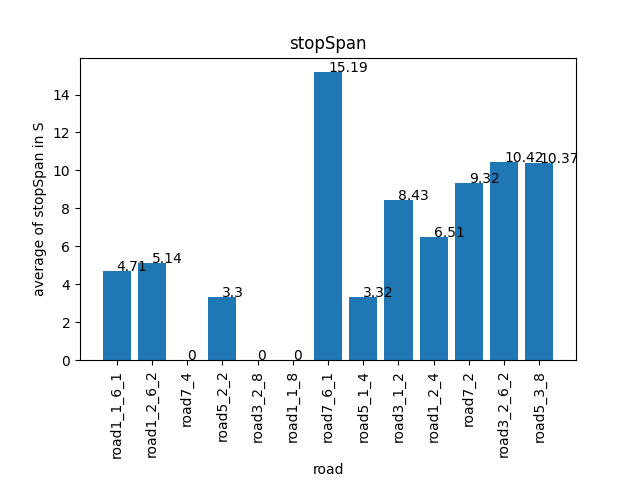 stopSpan
average of stopSpan in S
14
12
10
8
6
4
2
0
4.71
5.14
0
3.3
0
0
15.19
3.32
8.43
6.51
9.32
10.42
10.37
road1_1_6_1
road1_2_6_2
road7_4
road5_2_2
road3_2_8
road1_1_8
road7_6_1
road5_1_4
road3_1_2
road1_2_4
road7_2
road3_2_6_2
road5_3_8
road